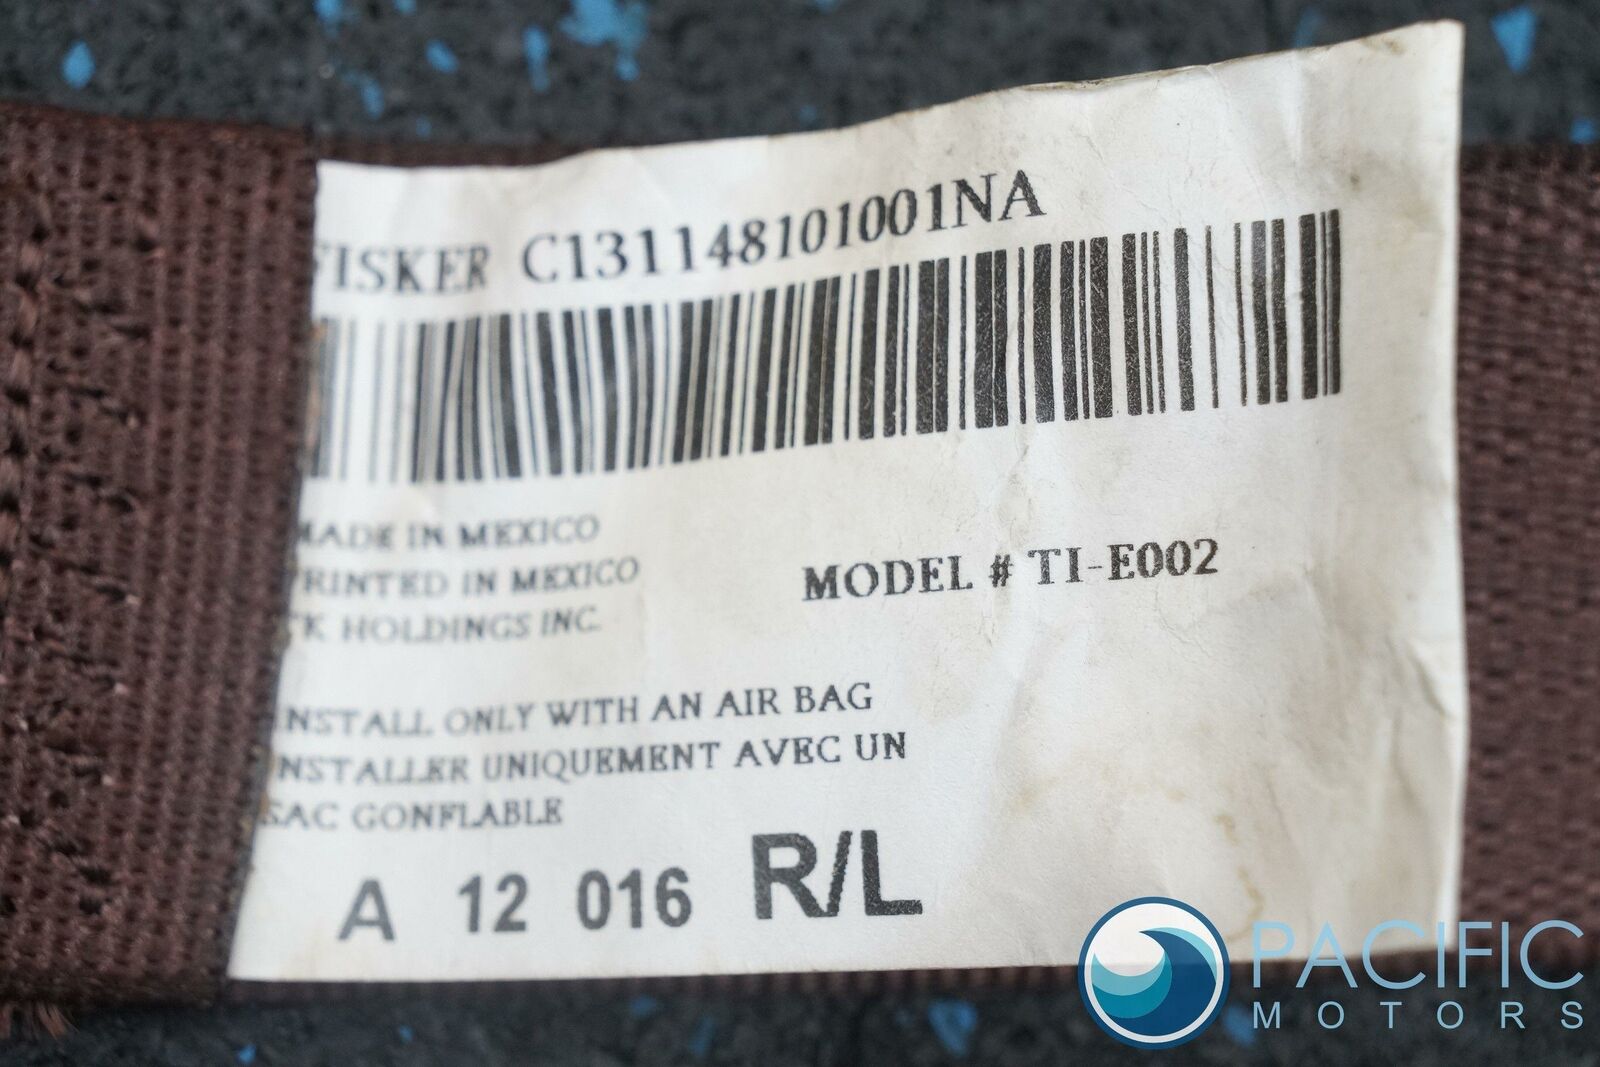 FISKER C131148101001NA
MADE IN MEXICO
PRINTED IN MEXICO
TK HOLDINGS INC.
MODEL # TI-E002
INSTALL ONLY WITH AN AIR BAG
INSTALLER UNIQUEMENT AVEC UN
SAC GONFLABLE
A 12 016 R/L
PACIFIC
MOTORS